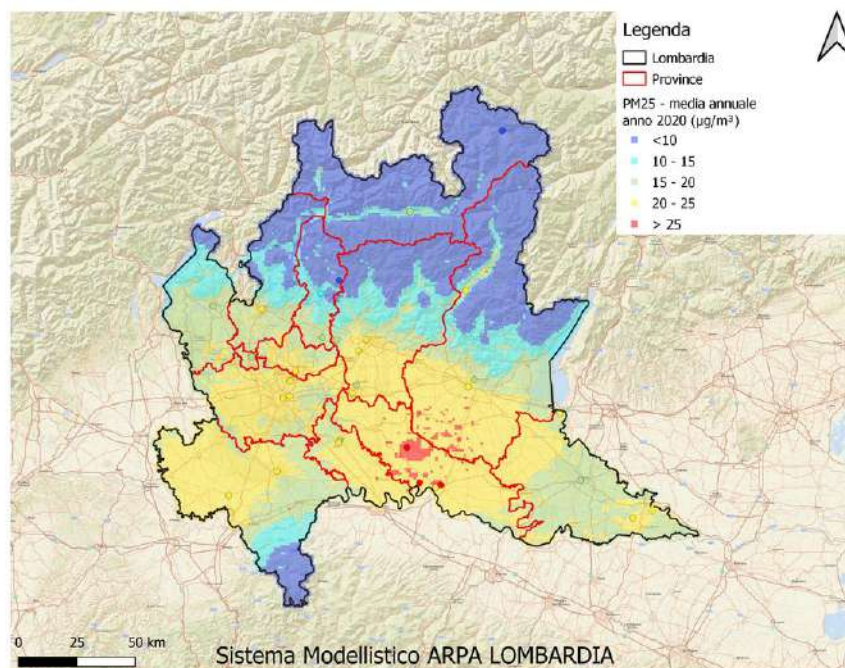 Legenda
Lombardia
Province
PM25 - media annuale
anno 2020 (µg/m³)
<10
10 - 15
15 - 20
20 - 25
> 25
0 25 50 km
Sistema Modellistico ARPA LOMBARDIA